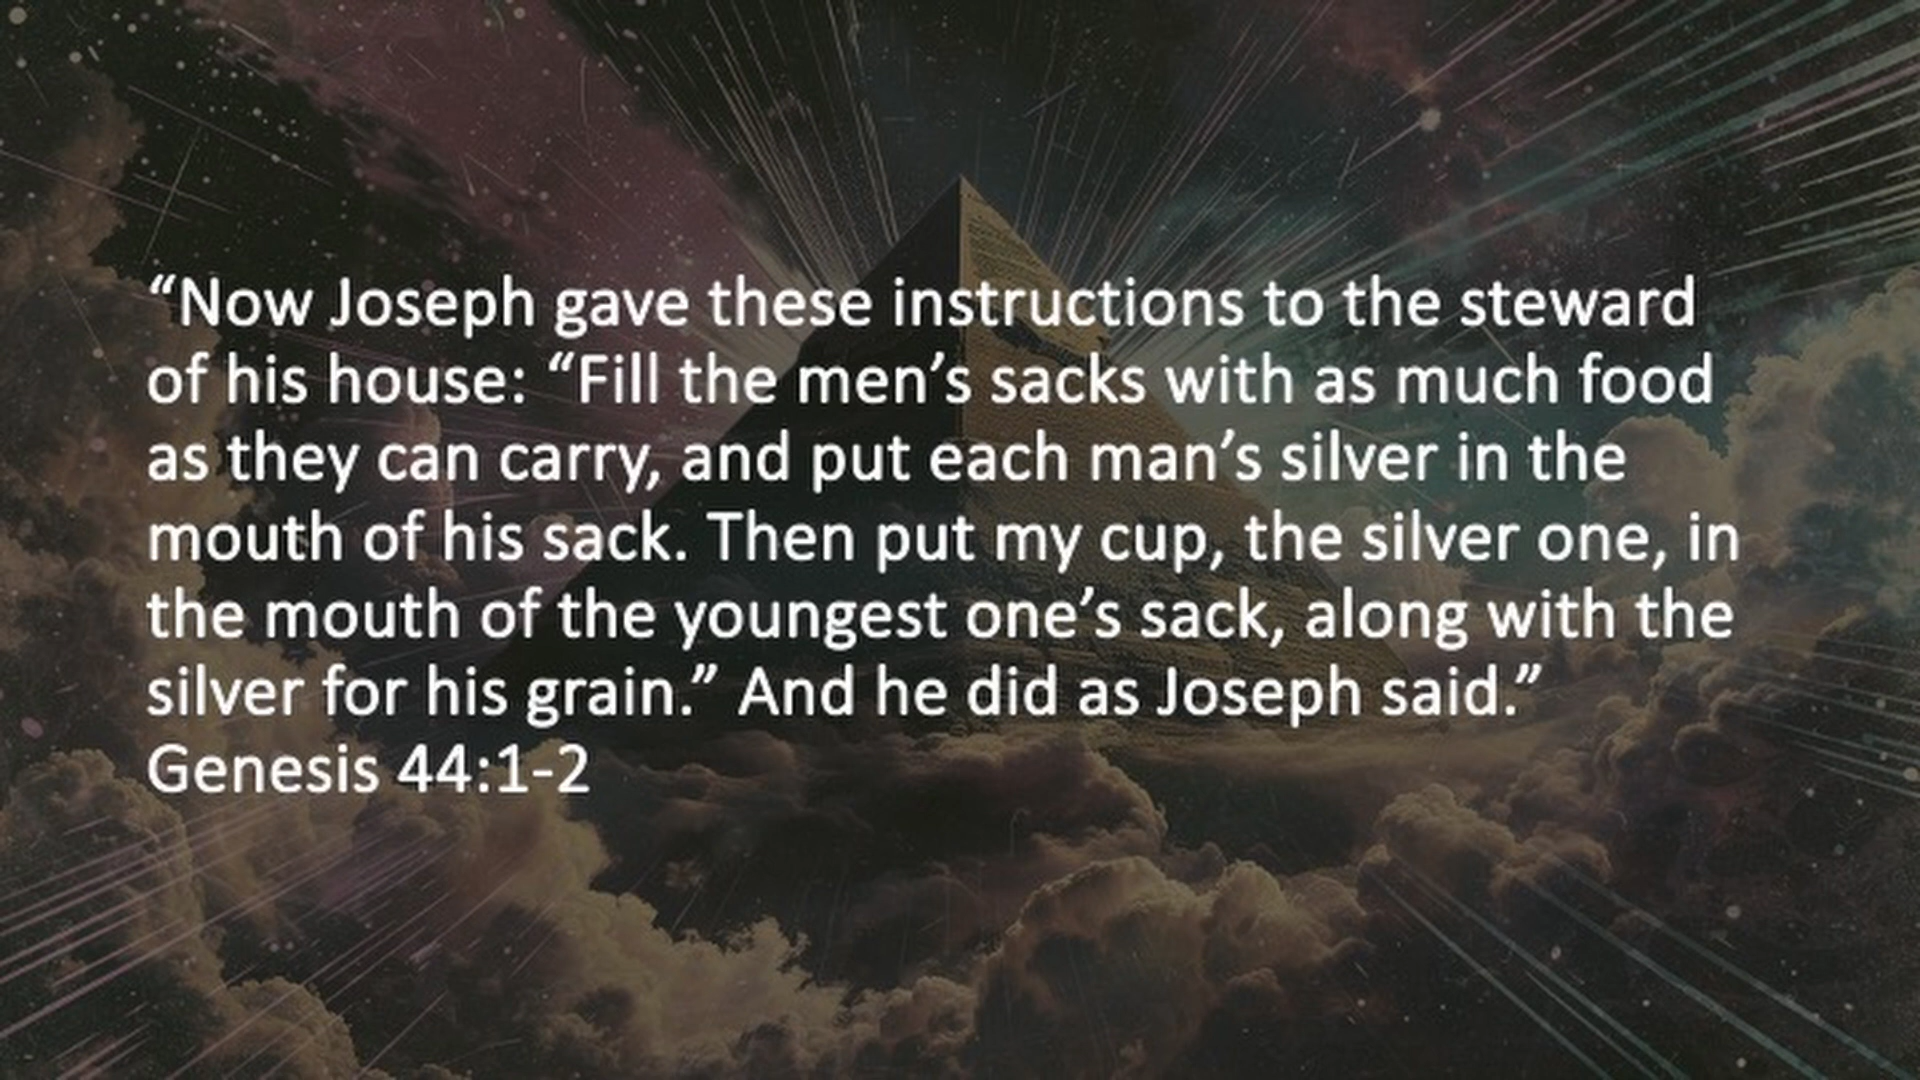 “Now Joseph gave these instructions to the steward
of his house: “Fill the men’s sacks with as much food
as they can carry, and put each man’s silver in the
mouth of his sack. Then put my cup, the silver one, in
the mouth of the youngest one’s sack, along with the
silver for his grain.” And he did as Joseph said.”
Genesis 44:1-2